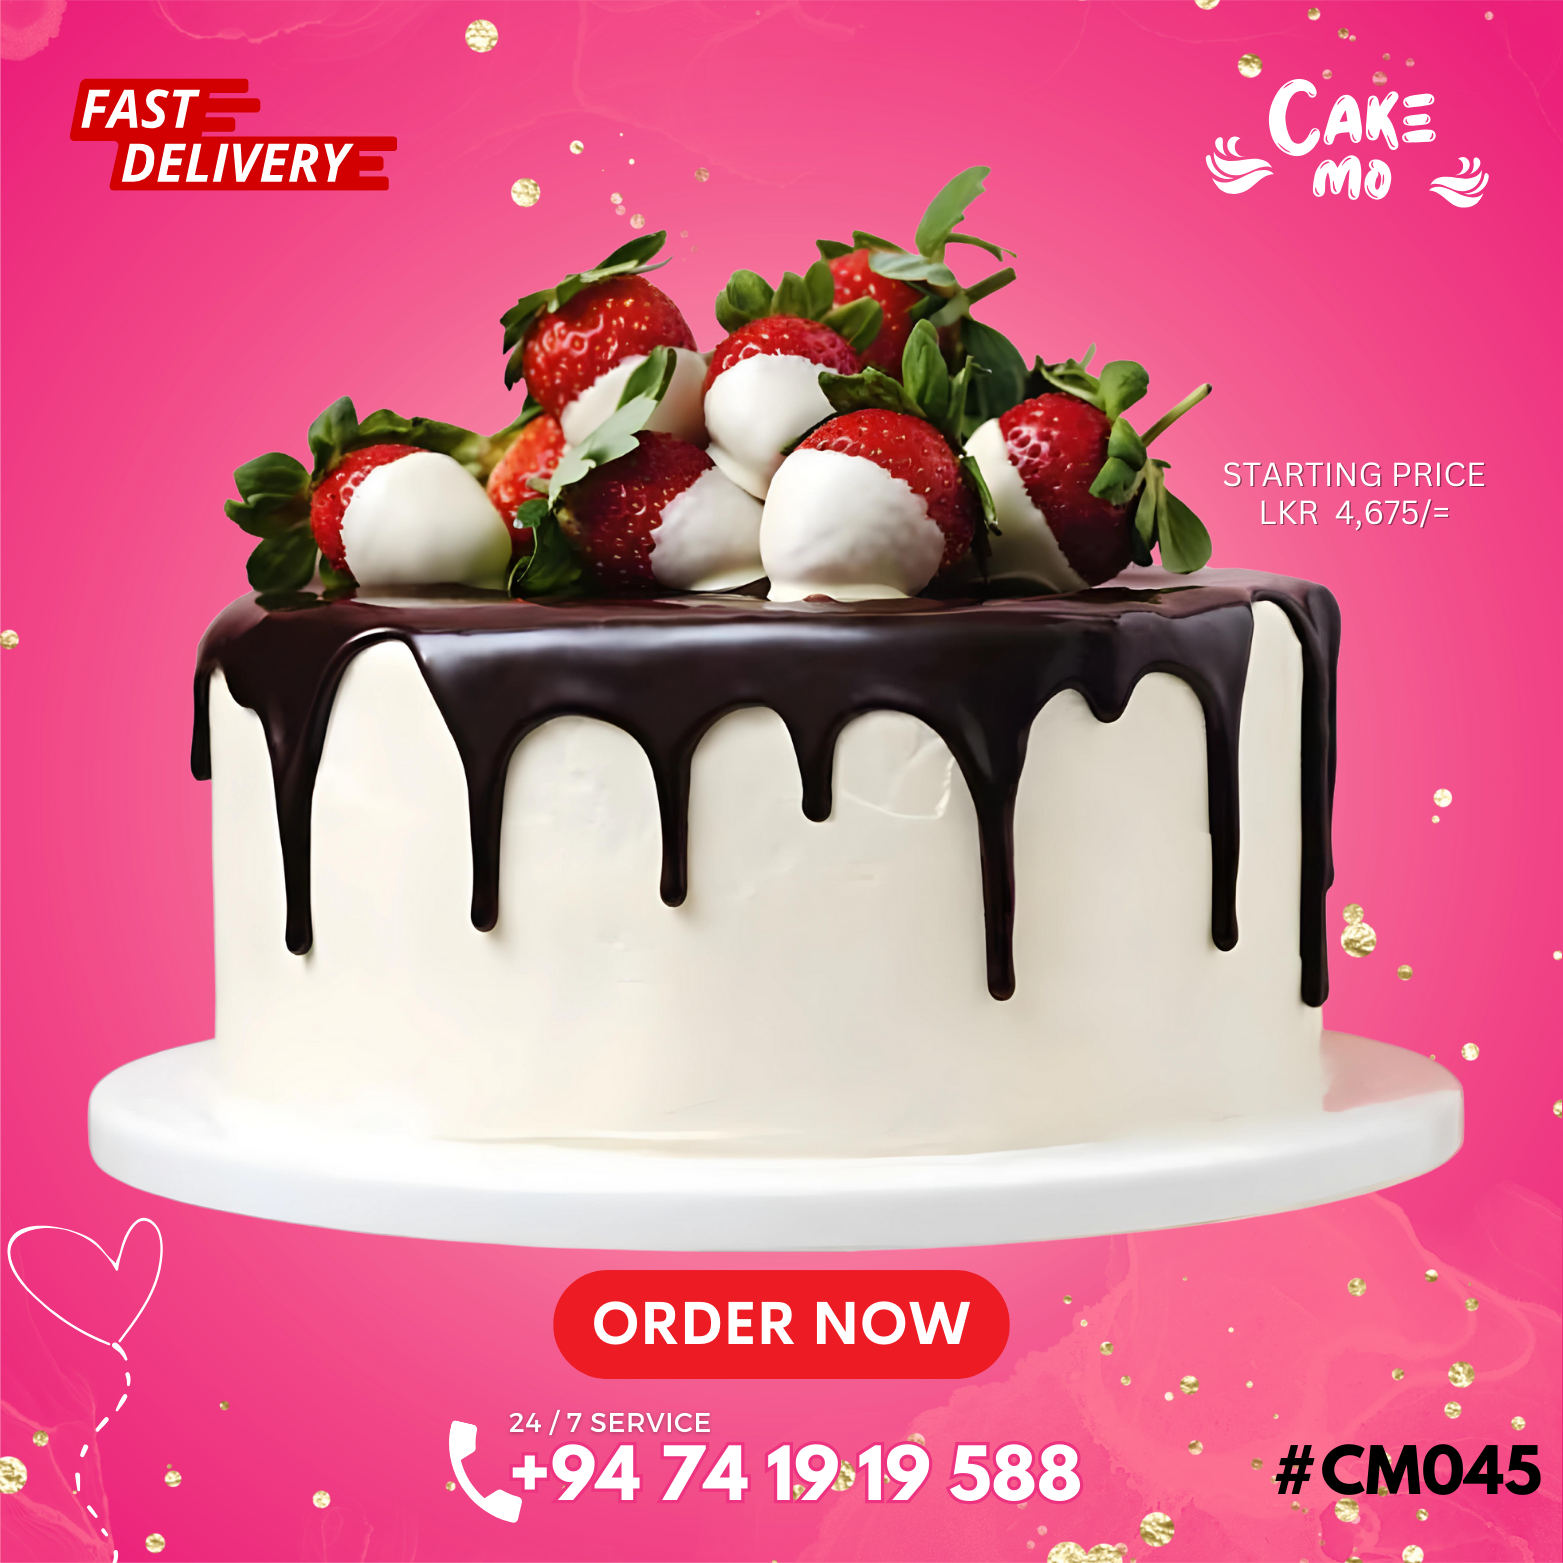 FAST
DELIVERY
CAKE
MO
STARTING PRICE
LKR 4,675/=
ORDER NOW
24 / 7 SERVICE
+94 74 19 19 588
#CM045